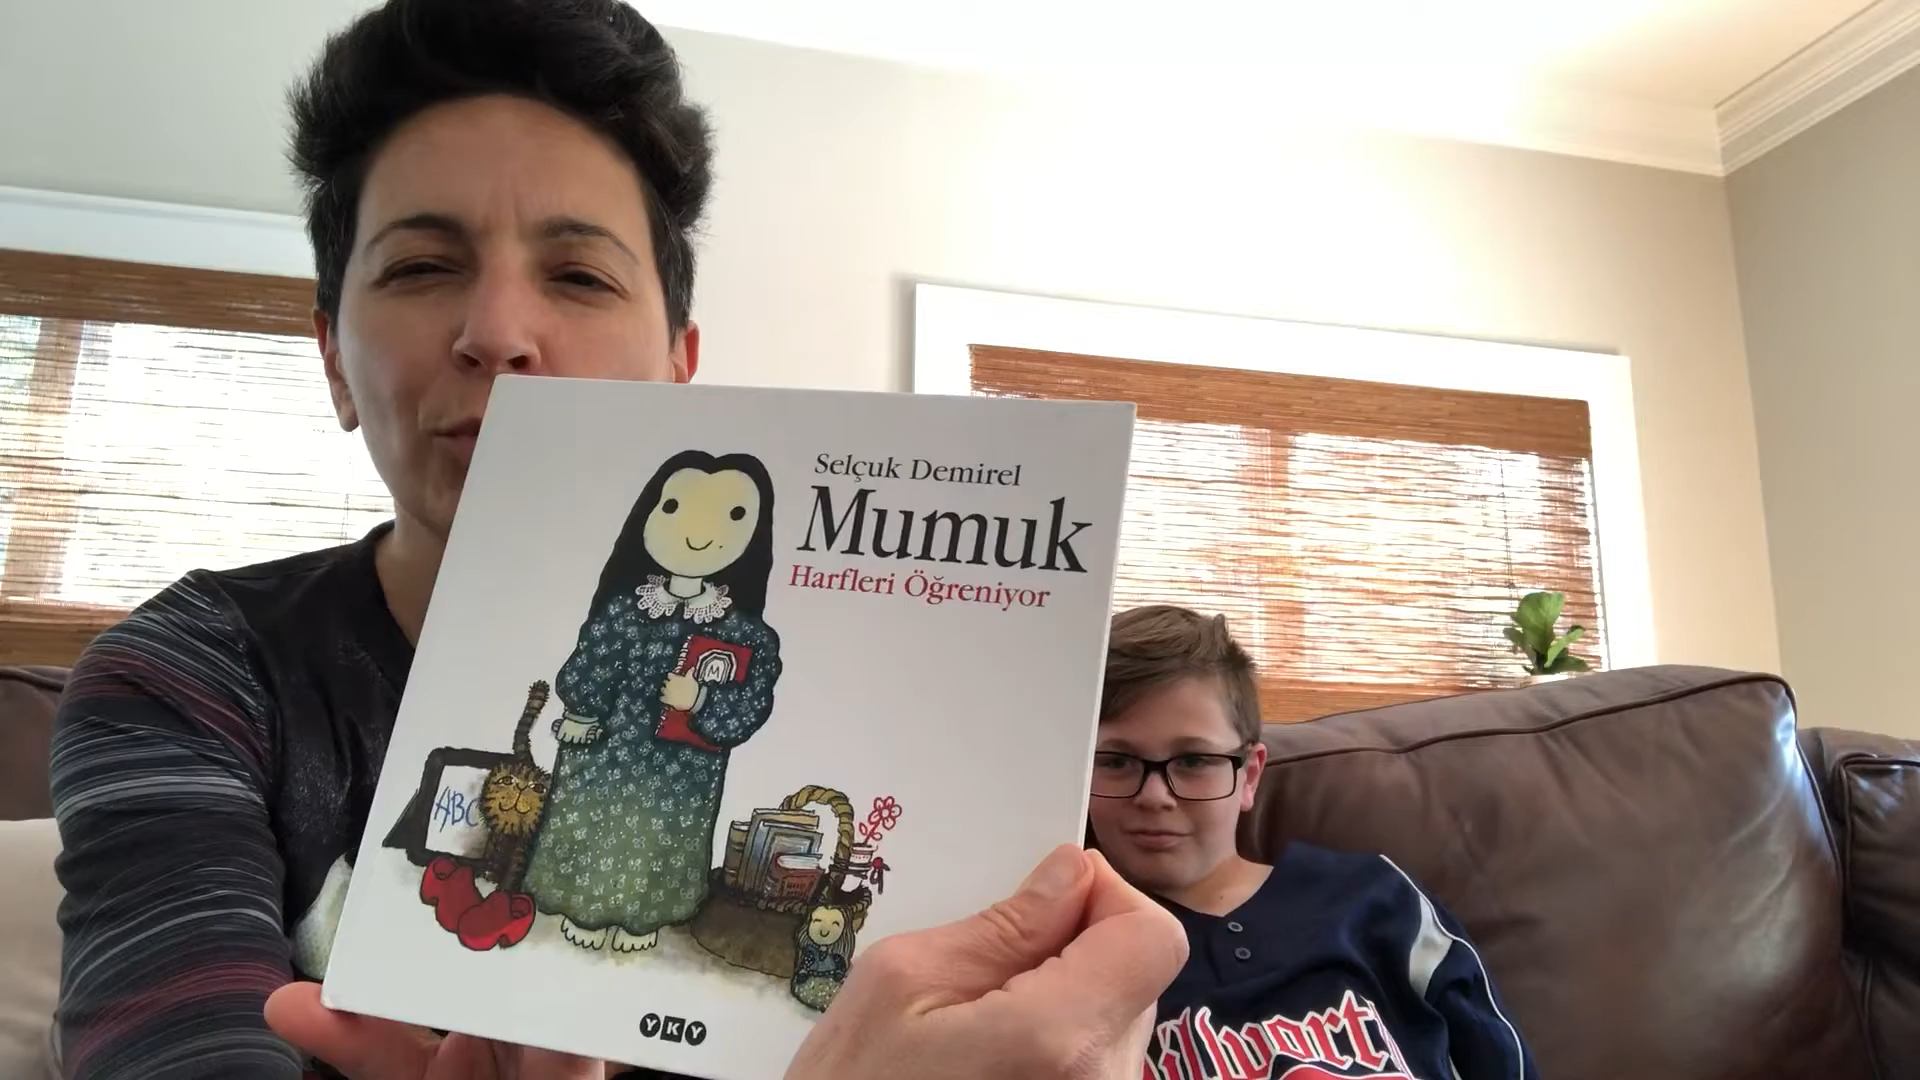 Selçuk Demirel
Mumuk
Harfleri Öğreniyor
M
ABC
YKY